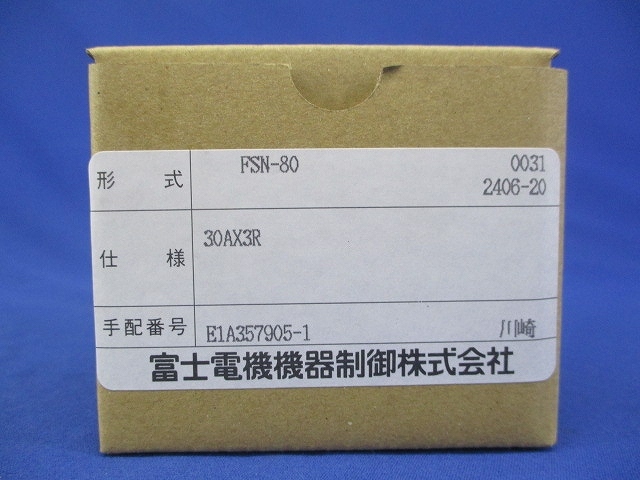 形 式 FSN-80 0031
2406-20
仕 様 30AX3R
手配番号 E1A357905-1 川崎
富士電機機器制御株式会社